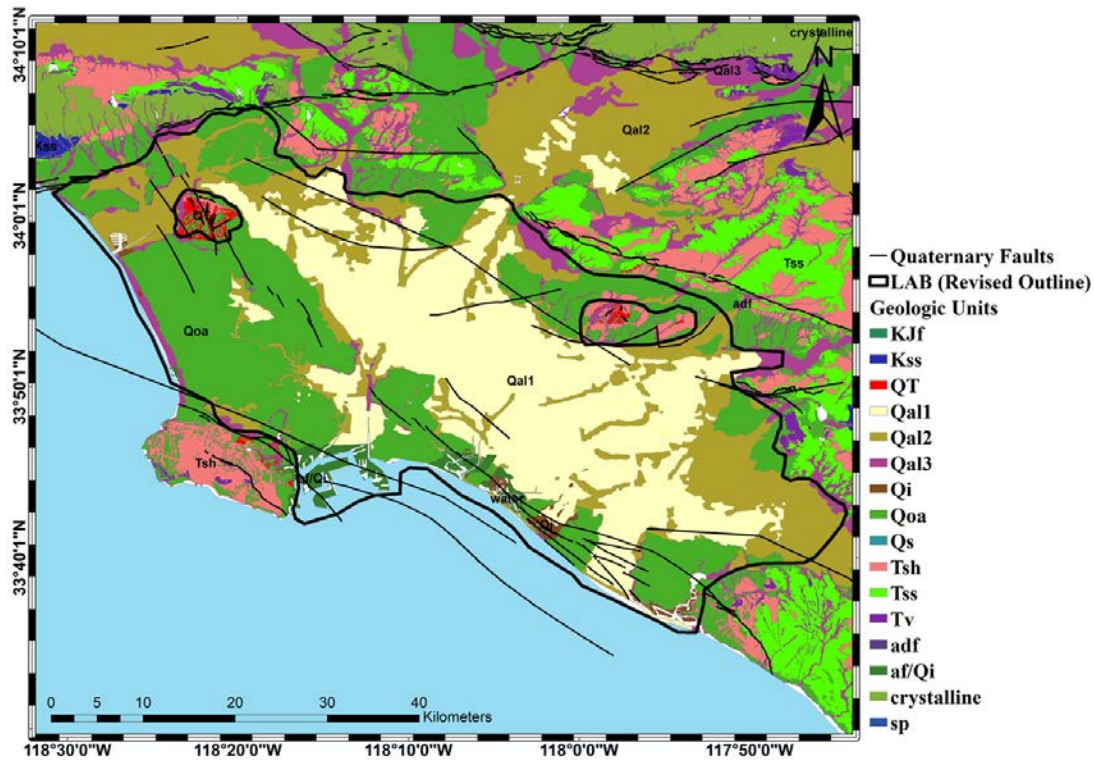 crystalline
N
Qal3
Tv
Qal2
Kss
QT
Tss
adf
Qoa
Qal1
Tsh
af/Qi
water
Qi
34°10'1"N
34°0'1"N
33°50'1"N
33°40'1"N
0 5 10 20 30 40
Kilometers
118°30'0"W 118°20'0"W 118°10'0"W 118°0'0"W 117°50'0"W
Quaternary Faults
LAB (Revised Outline)
Geologic Units
KJf
Kss
QT
Qal1
Qal2
Qal3
Qi
Qoa
Qs
Tsh
Tss
Tv
adf
af/Qi
crystalline
sp